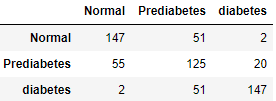 Normal Prediabetes diabetes
Normal 147 51 2
Prediabetes 55 125 20
diabetes 2 51 147